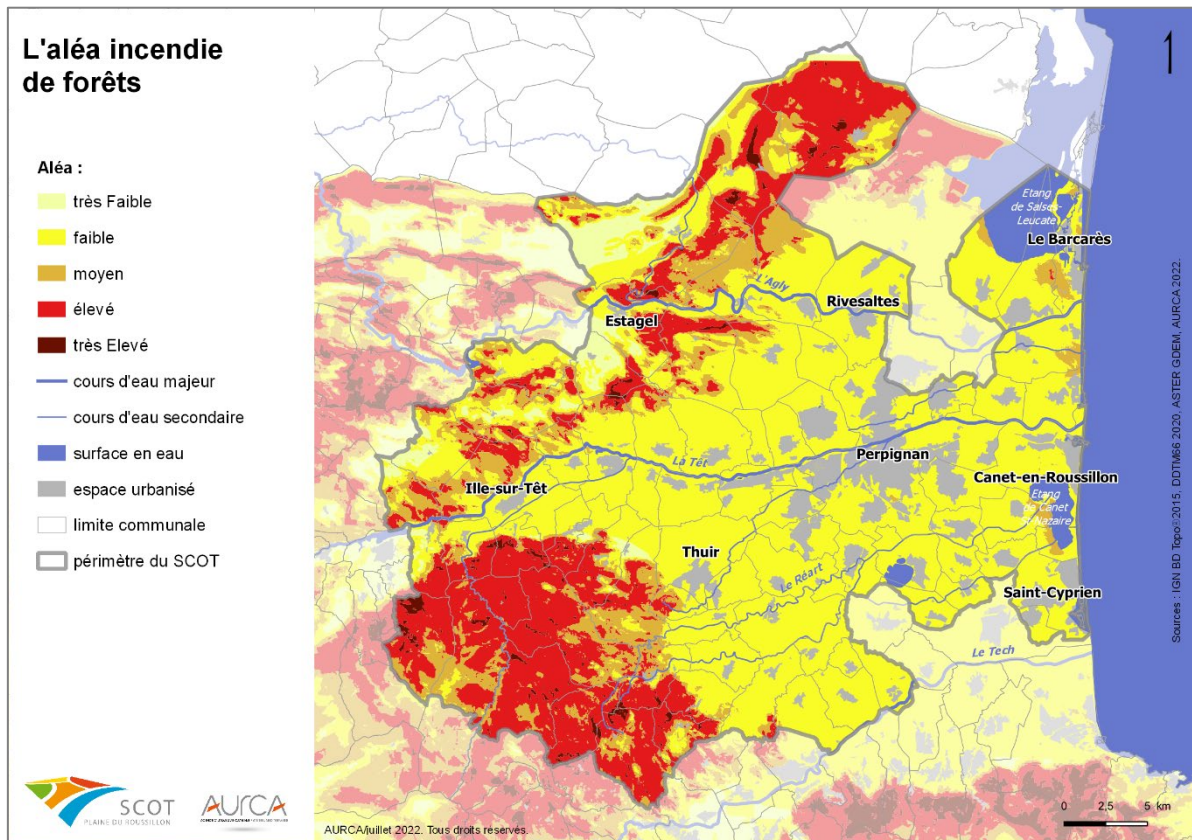 L'aléa incendie
de forêts
Aléa :
très Faible
faible
moyen
élevé
très Elevé
cours d'eau majeur
cours d'eau secondaire
surface en eau
espace urbanisé
limite communale
périmètre du SCOT
SCOT
PLAINE DU ROUSSILLON
AURCA
Etang
de Salses-
Leucate
Le Barcarès
L'Agly
Rivesaltes
Estagel
Perpignan
La Têt
Ille-sur-Têt
Canet-en-Roussillon
Etang
de Canet
St-Nazaire
Thuir
Le Réart
Saint-Cyprien
Le Tech
0 2,5 5 km
AURCA/juillet 2022. Tous droits reservés.
Sources : IGN BD Topo®2015, DDTM66 2020, ASTER GDEM, AURCA 2022.